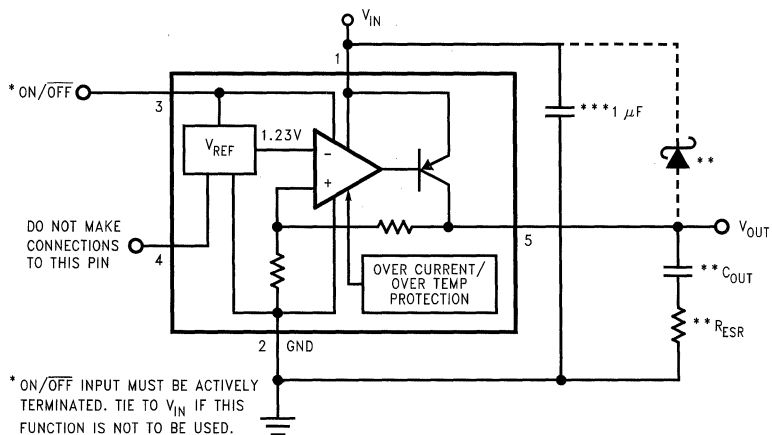 V_IN
1
*ON/O̅F̅F̅
3
***1 μF
V_REF
1.23V
−
+
**
DO NOT MAKE
CONNECTIONS
TO THIS PIN
4
5
V_OUT
OVER CURRENT/
OVER TEMP
PROTECTION
**C_OUT
**R_ESR
2 GND
*ON/O̅F̅F̅ INPUT MUST BE ACTIVELY
TERMINATED. TIE TO V_IN IF THIS
FUNCTION IS NOT TO BE USED.